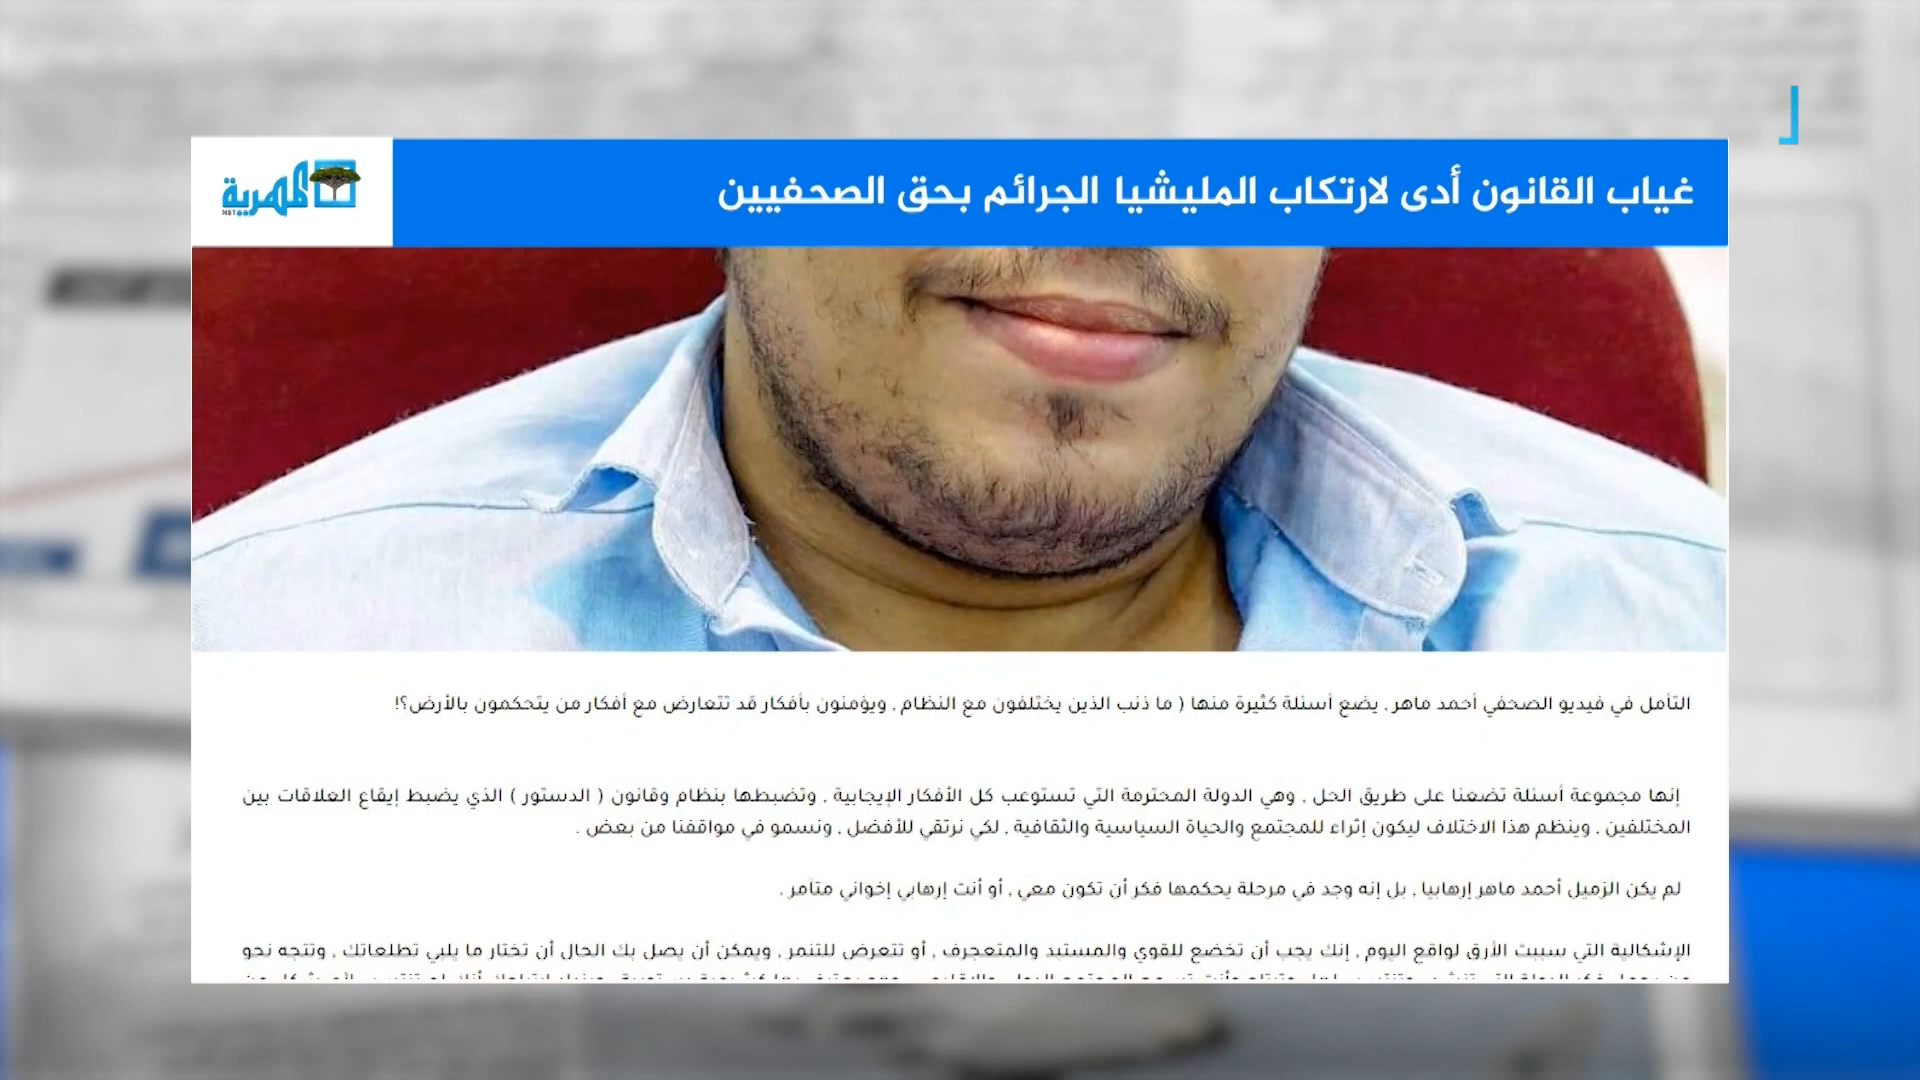 غياب القانون أدى لارتكاب المليشيا الجرائم بحق الصحفيين
المهرية
NET
التأمل في فيديو الصحفي أحمد ماهر , يضع أسئلة كثيرة منها ( ما ذنب الذين يختلفون مع النظام , ويؤمنون بأفكار قد تتعارض مع أفكار من يتحكمون بالأرض؟!
إنها مجموعة أسئلة تضعنا على طريق الحل , وهي الدولة المحترمة التي تستوعب كل الأفكار الإيجابية , وتضبطها بنظام وقانون ( الدستور ) الذي يضبط إيقاع العلاقات بين
المختلفين , وينظم هذا الاختلاف ليكون إثراء للمجتمع والحياة السياسية والثقافية , لكي نرتقي للأفضل , ونسمو في مواقفنا من بعض .
لم يكن الزميل أحمد ماهر إرهابيا , بل إنه وجد في مرحلة يحكمها فكر أن تكون معي , أو أنت إرهابي إخواني متآمر .
الإشكالية التي سببت الأرق لواقع اليوم , إنك يجب أن تخضع للقوي والمستبد والمتعجرف , أو تتعرض للتنمر , ويمكن أن يصل بك الحال أن تختار ما يلبي تطلعاتك , وتتجه نحو